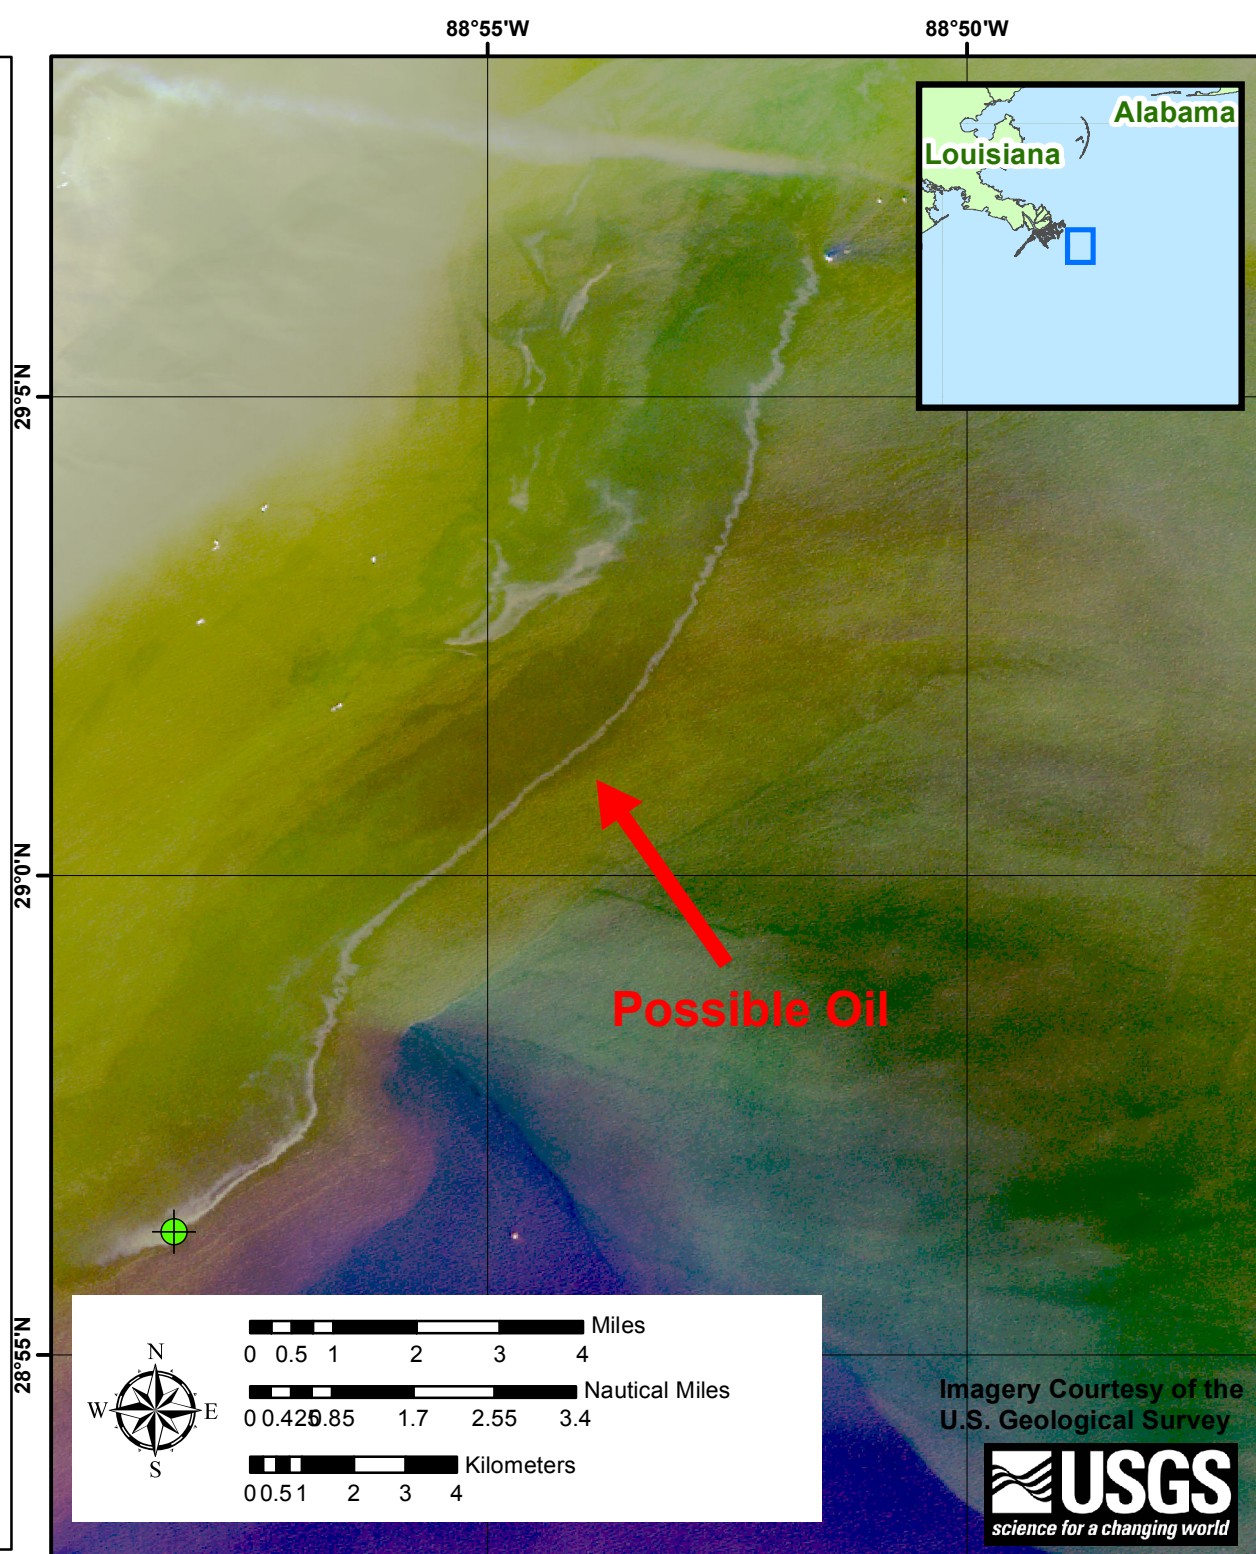 88°55'W
88°50'W
Alabama
Louisiana
29°5'N
29°0'N
28°55'N
Possible Oil
N
W
E
S
Miles
0 0.5 1 2 3 4
Nautical Miles
0 0.425 0.85 1.7 2.55 3.4
Kilometers
0 0.5 1 2 3 4
Imagery Courtesy of the
U.S. Geological Survey
USGS
science for a changing world